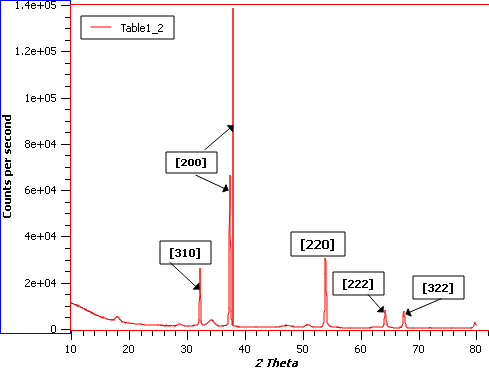 1.4e+05
1.2e+05
1e+05
8e+04
6e+04
4e+04
2e+04
0
Counts per second
Table1_2
[200]
[310]
[220]
[222]
[322]
10 20 30 40 50 60 70 80
2 Theta